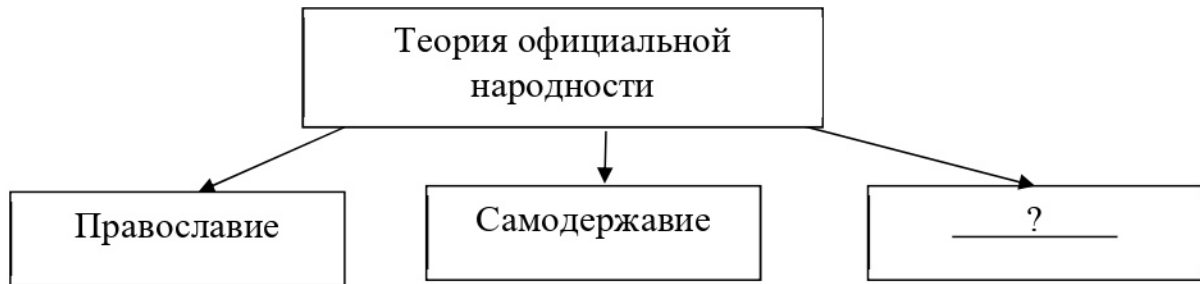 Теория официальной
народности
Православие
Самодержавие
?